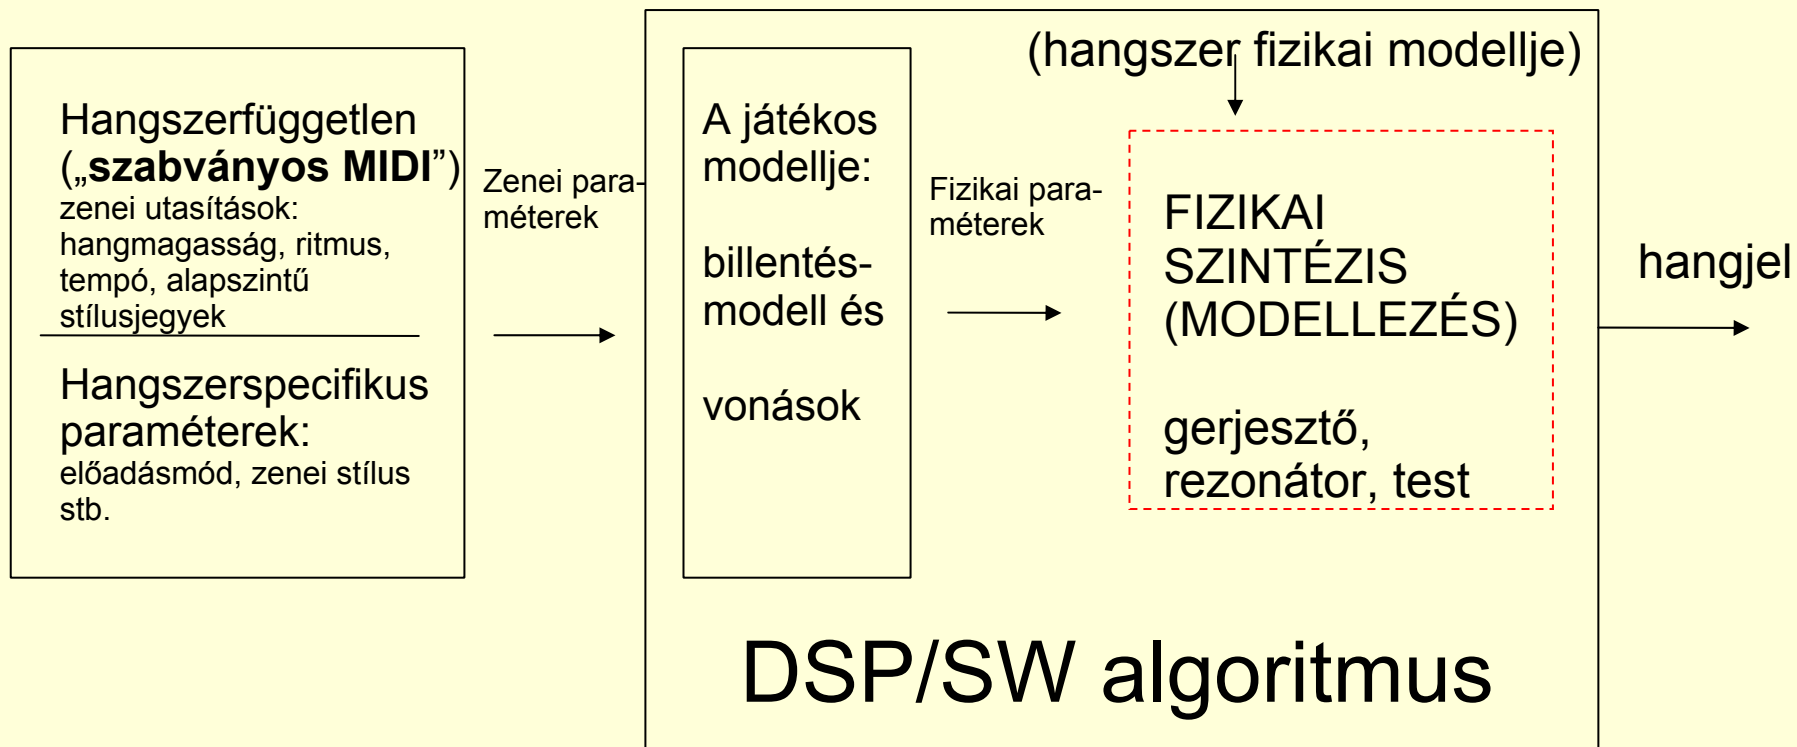 Hangszerfüggetlen
(„szabványos MIDI”)
zenei utasítások:
hangmagasság, ritmus,
tempó, alapszintű
stílusjegyek
Hangszerspecifikus
paraméterek:
előadásmód, zenei stílus
stb.
Zenei para-
méterek
A játékos
modellje:
billentés-
modell és
vonások
Fizikai para-
méterek
(hangszer fizikai modellje)
FIZIKAI
SZINTÉZIS
(MODELLEZÉS)
gerjesztő,
rezonátor, test
hangjel
DSP/SW algoritmus